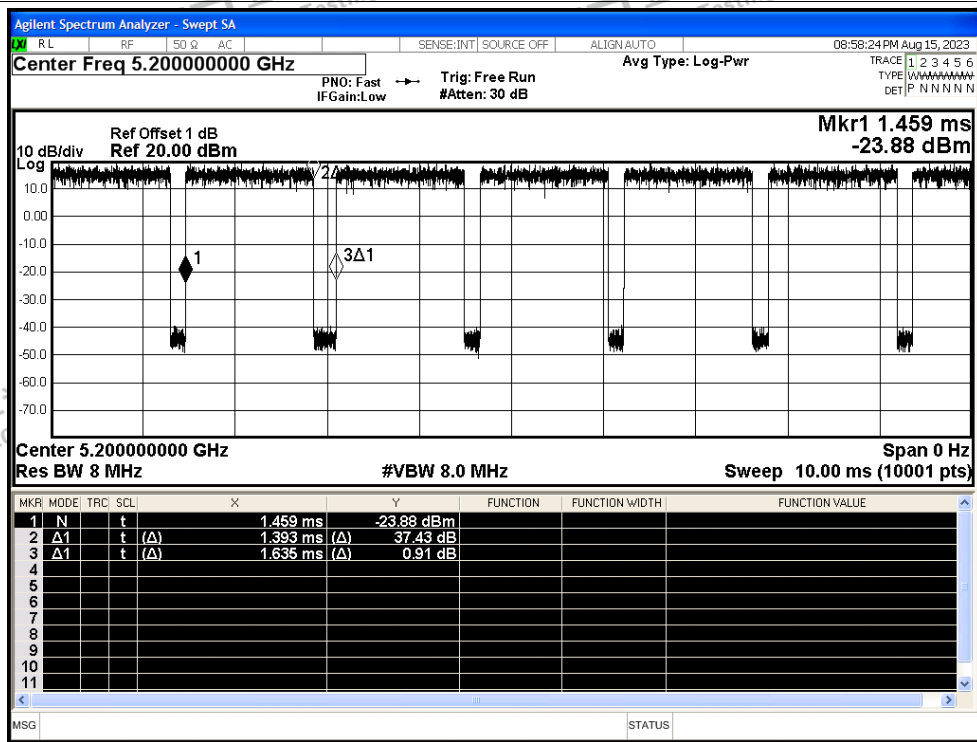 Agilent Spectrum Analyzer - Swept SA
LXI RL RF 50 Ω AC SENSE:INT SOURCE OFF ALIGN AUTO 08:58:24 PM Aug 15, 2023
Center Freq 5.200000000 GHz
PNO: Fast
IFGain:Low
Trig: Free Run
#Atten: 30 dB
Avg Type: Log-Pwr
TRACE 1 2 3 4 5 6
TYPE WWWWWW
DET P N N N N N
Mkr1 1.459 ms
-23.88 dBm
Ref Offset 1 dB
10 dB/div Ref 20.00 dBm
Log
10.0
0.00
-10.0
-20.0
-30.0
-40.0
-50.0
-60.0
-70.0
2Δ
1
3Δ1
Center 5.200000000 GHz Span 0 Hz
Res BW 8 MHz #VBW 8.0 MHz Sweep 10.00 ms (10001 pts)
MKR MODE TRC SCL X Y FUNCTION FUNCTION WIDTH FUNCTION VALUE
1 N t 1.459 ms -23.88 dBm
2 Δ1 t (Δ) 1.393 ms (Δ) 37.43 dB
3 Δ1 t (Δ) 1.635 ms (Δ) 0.91 dB
4
5
6
7
8
9
10
11
MSG STATUS